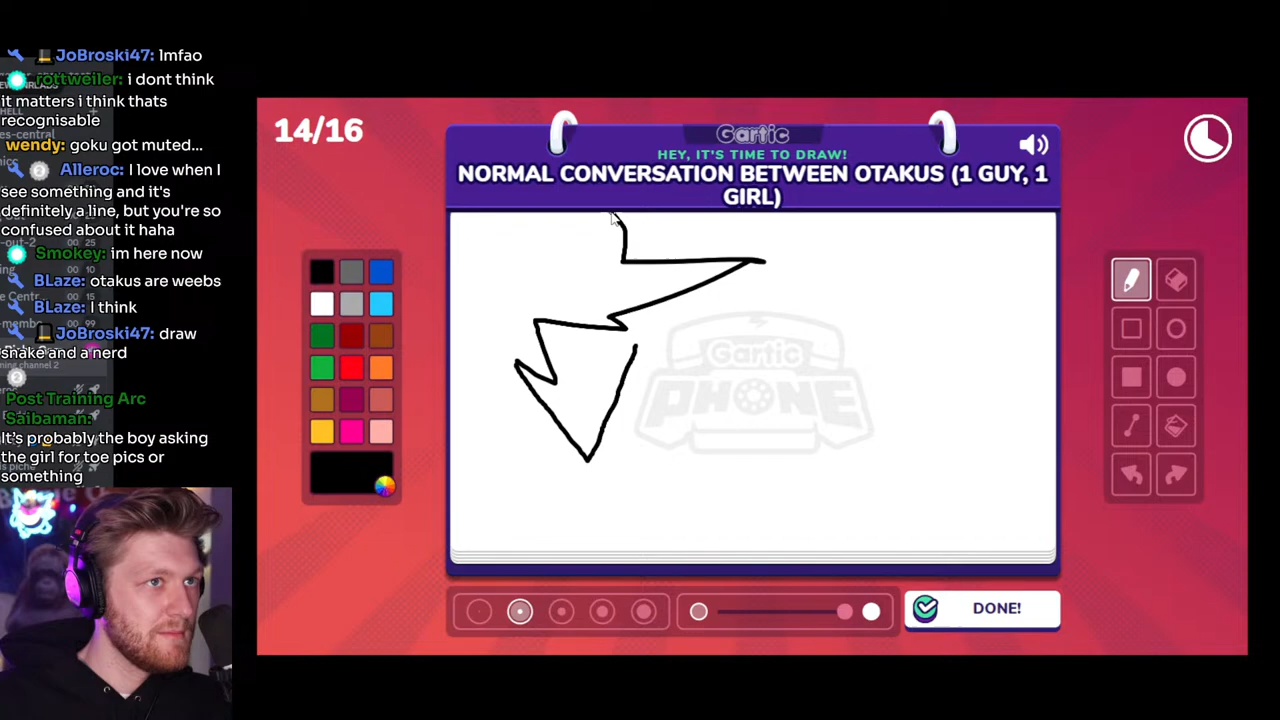 JoBroski47: lmfao
rottweiler: i dont think
it matters i think thats
recognisable
wendy: goku got muted...
Alleroc: I love when I
see something and it's
definitely a line, but you're so
confused about it haha
Smokey: im here now
BLaze: otakus are weebs
BLaze: I think
JoBroski47: draw
snake and a nerd
Post Training Arc
Saibaman:
It's probably the boy asking
the girl for toe pics or
something
14/16
Gartic
HEY, IT'S TIME TO DRAW!
NORMAL CONVERSATION BETWEEN OTAKUS (1 GUY, 1
GIRL)
Gartic
PHONE
DONE!